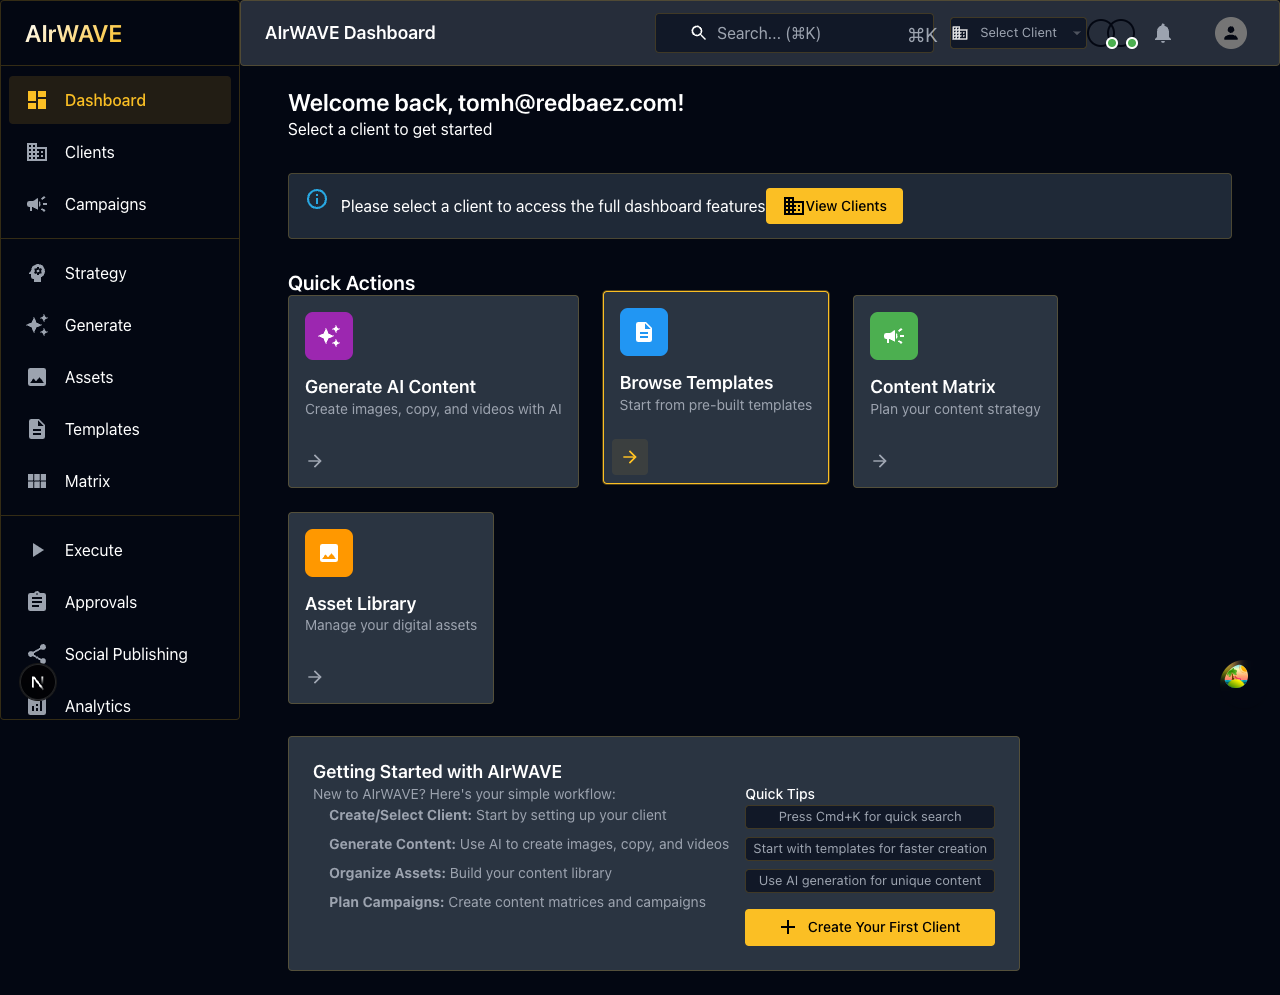 AIrWAVE
AIrWAVE Dashboard
Search... (⌘K)
⌘K
Select Client
Dashboard
Clients
Campaigns
Strategy
Generate
Assets
Templates
Matrix
Execute
Approvals
Social Publishing
N
Analytics
Welcome back, tomh@redbaez.com!
Select a client to get started
Please select a client to access the full dashboard features
View Clients
Quick Actions
Generate AI Content
Create images, copy, and videos with AI
Browse Templates
Start from pre-built templates
Content Matrix
Plan your content strategy
Asset Library
Manage your digital assets
Getting Started with AIrWAVE
New to AIrWAVE? Here's your simple workflow:
Create/Select Client: Start by setting up your client
Generate Content: Use AI to create images, copy, and videos
Organize Assets: Build your content library
Plan Campaigns: Create content matrices and campaigns
Quick Tips
Press Cmd+K for quick search
Start with templates for faster creation
Use AI generation for unique content
Create Your First Client